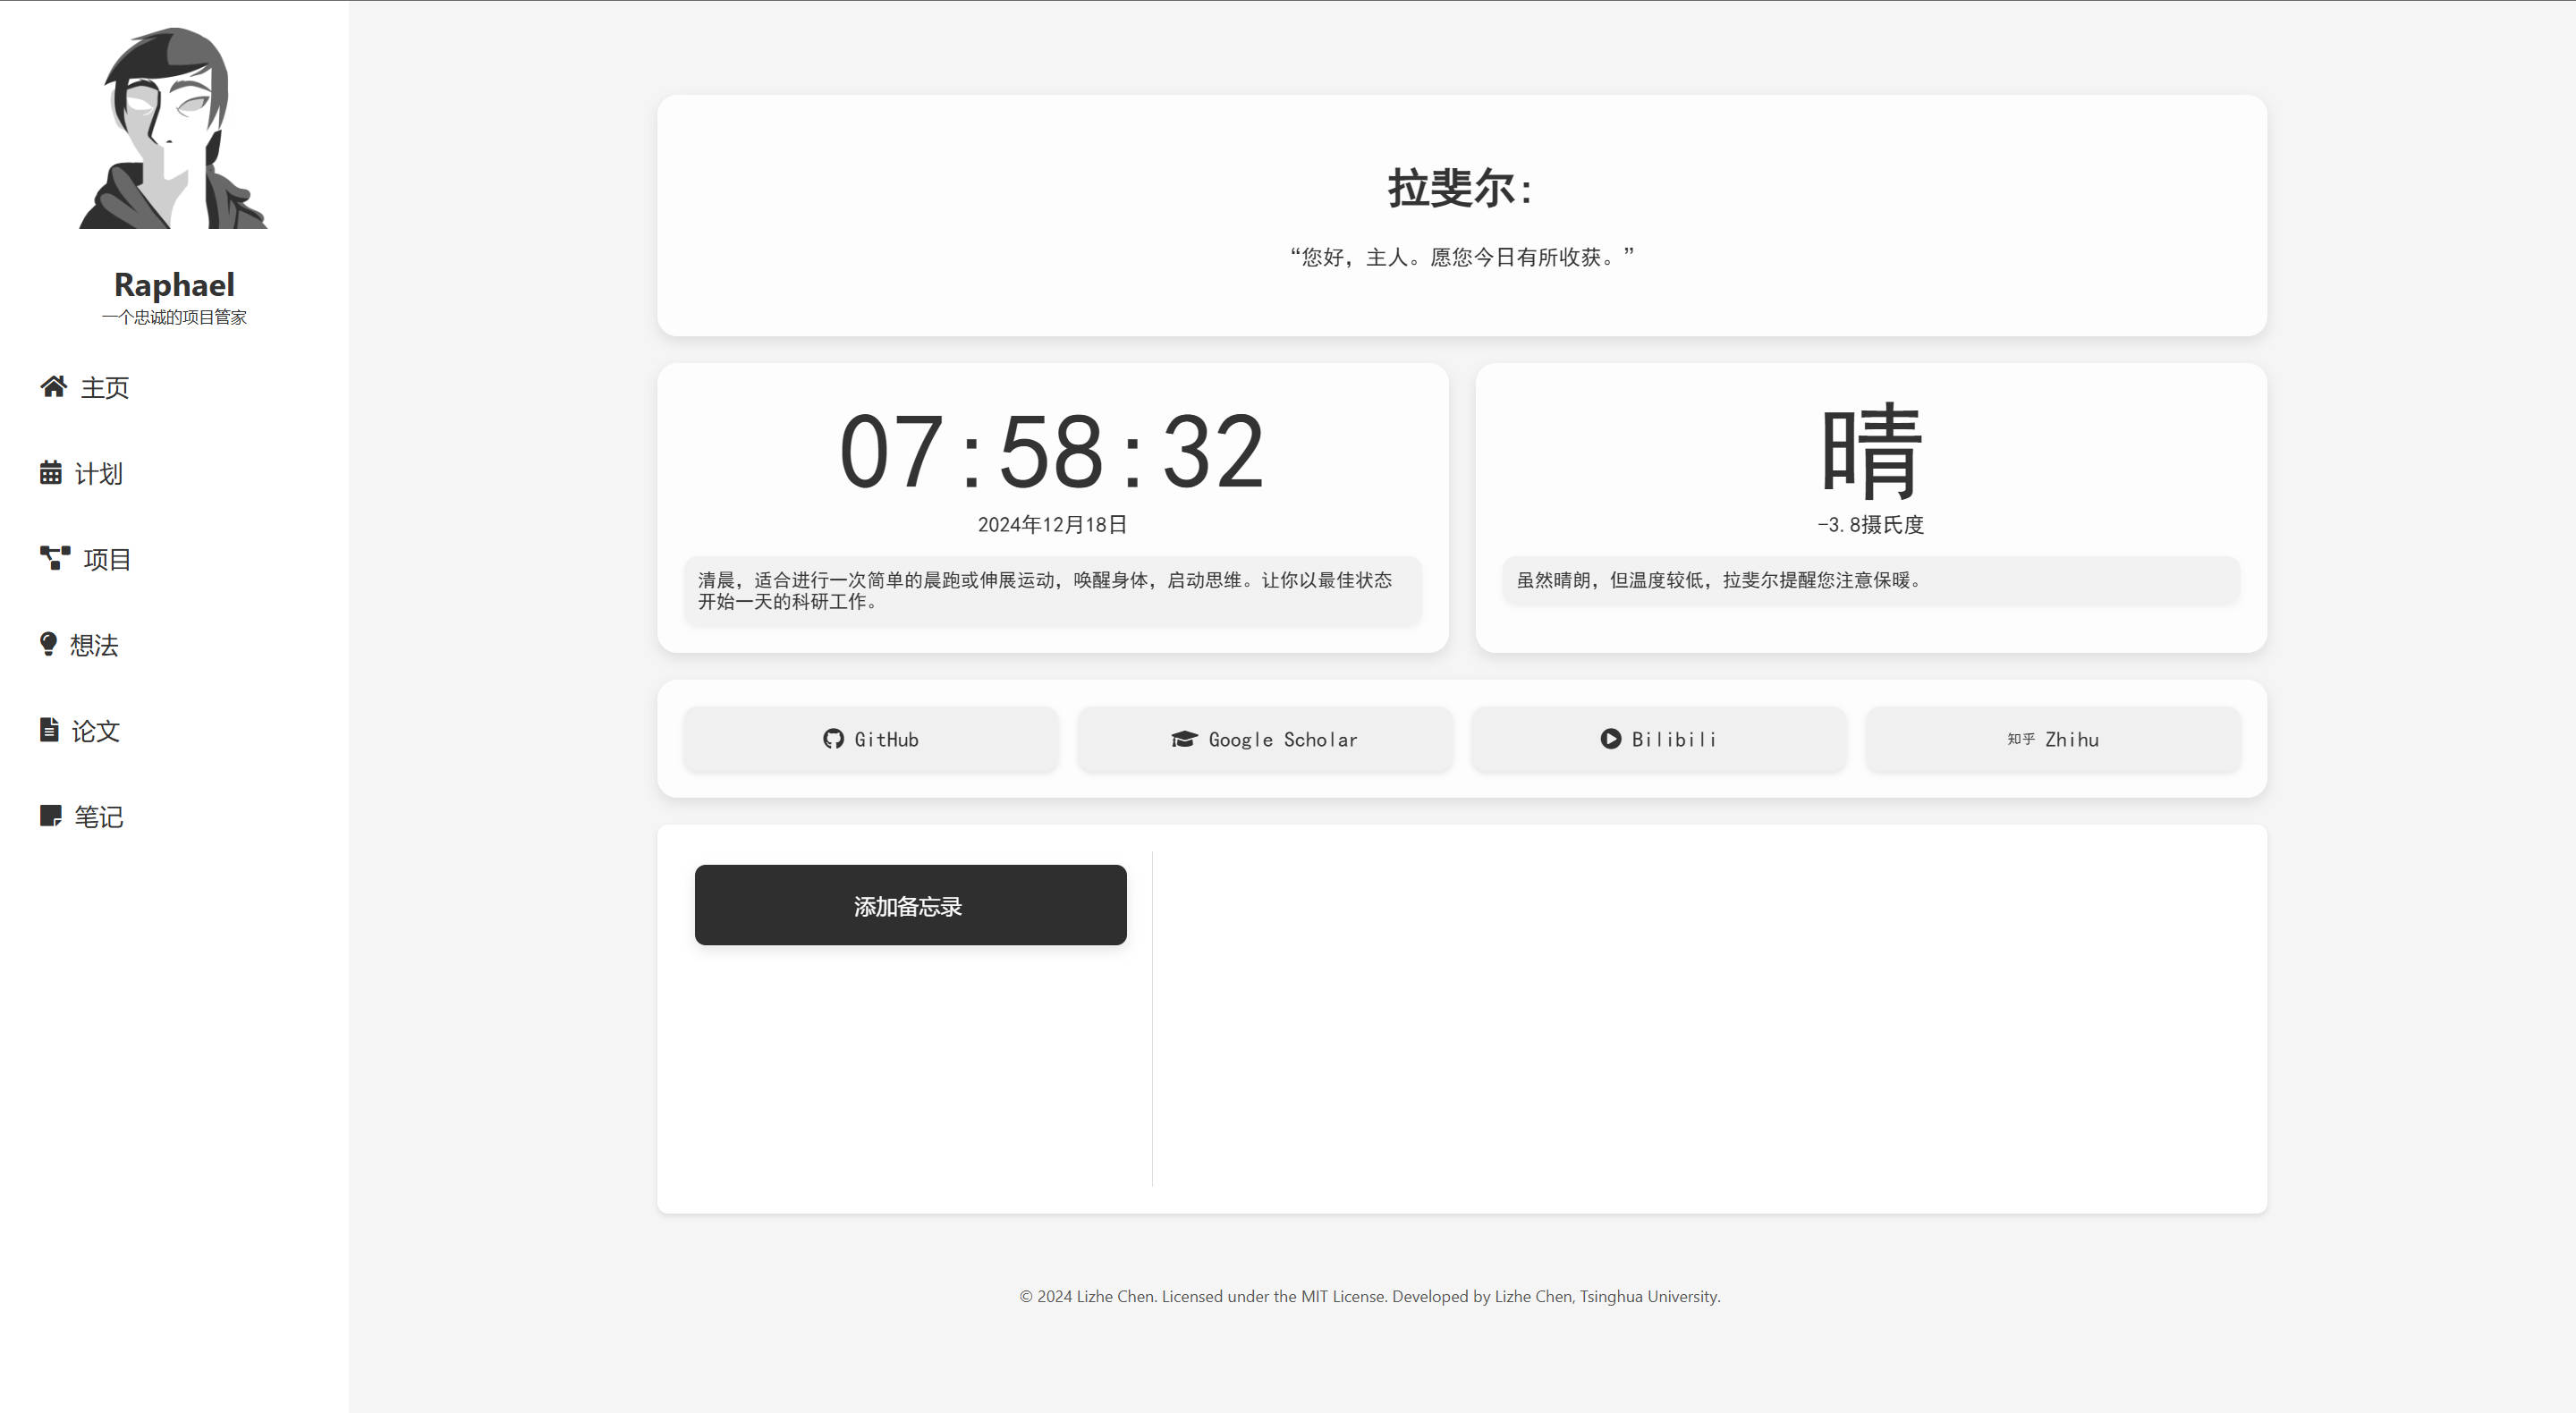 Raphael
一个忠诚的项目管家
主页
计划
项目
想法
论文
笔记
拉斐尔：
“您好，主人。愿您今日有所收获。”
07:58:32
2024年12月18日
清晨，适合进行一次简单的晨跑或伸展运动，唤醒身体，启动思维。让你以最佳状态
开始一天的科研工作。
晴
-3.8摄氏度
虽然晴朗，但温度较低，拉斐尔提醒您注意保暖。
GitHub
Google Scholar
Bilibili
知乎 Zhihu
添加备忘录
© 2024 Lizhe Chen. Licensed under the MIT License. Developed by Lizhe Chen, Tsinghua University.